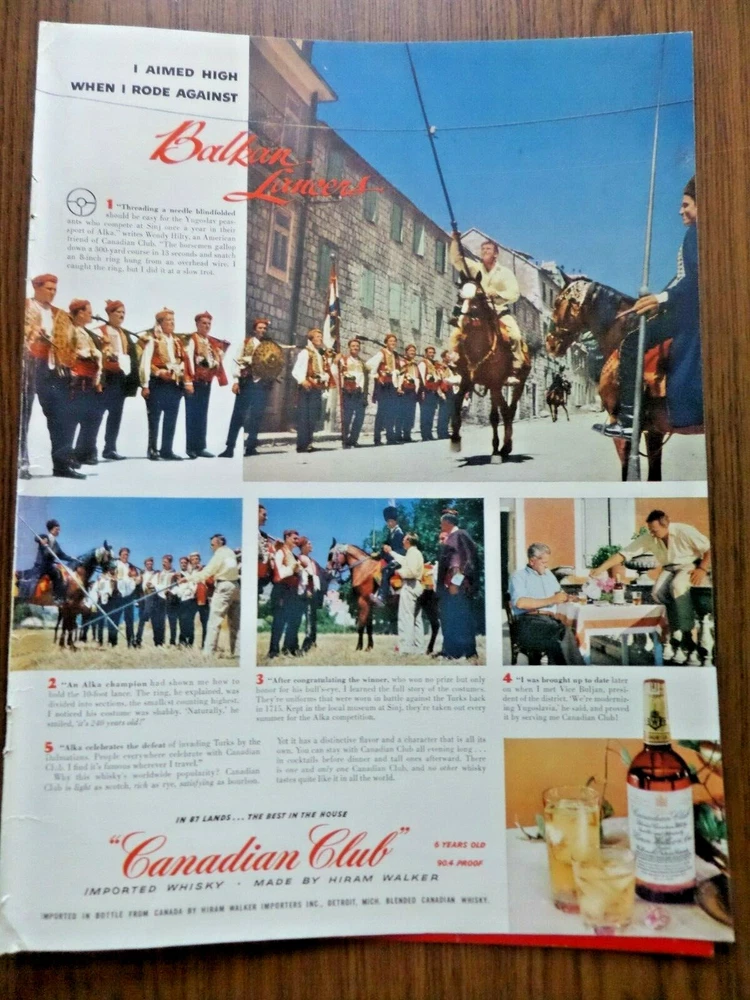 I AIMED HIGH
WHEN I RODE AGAINST
Balkan
Lancers
1 "Threading a needle blindfolded
should be easy for the Yugoslav peas-
ants who compete at Sinj once a year in their
sport of Alka," writes Wendy Hilty, an American
friend of Canadian Club. "The horsemen gallop
down a 500-yard course in 13 seconds and snatch
an 8-inch ring hung from an overhead wire. I
caught the ring, but I did it at a slow trot.
2 "An Alka champion had shown me how to
hold the 10-foot lance. The ring, he explained, was
divided into sections, the smallest counting highest.
I noticed his costume was shabby. 'Naturally,' he
smiled, 'it's 240 years old!'
3 "After congratulating the winner, who won no prize but only
honor for his bull's-eye, I learned the full story of the costumes.
They're uniforms that were worn in battle against the Turks back
in 1715. Kept in the local museum at Sinj, they're taken out every
summer for the Alka competition.
4 "I was brought up to date later
on when I met Vice Buljan, presi-
dent of the district. 'We're moderniz-
ing Yugoslavia,' he said, and proved
it by serving me Canadian Club!
5 "Alka celebrates the defeat of invading Turks by the
Dalmatians. People everywhere celebrate with Canadian
Club. I find it's famous wherever I travel."
Why this whisky's worldwide popularity? Canadian
Club is light as scotch, rich as rye, satisfying as bourbon.
Yet it has a distinctive flavor and a character that is all its
own. You can stay with Canadian Club all evening long . . .
in cocktails before dinner and tall ones afterward. There
is one and only one Canadian Club, and no other whisky
tastes quite like it in all the world.
IN 87 LANDS... THE BEST IN THE HOUSE
"Canadian Club"
6 YEARS OLD
90.4 PROOF
IMPORTED WHISKY · MADE BY HIRAM WALKER
IMPORTED IN BOTTLE FROM CANADA BY HIRAM WALKER IMPORTERS INC., DETROIT, MICH. BLENDED CANADIAN WHISKY.
Canadian Club